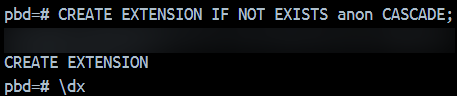 pbd=# CREATE EXTENSION IF NOT EXISTS anon CASCADE;
CREATE EXTENSION
pbd=# \dx